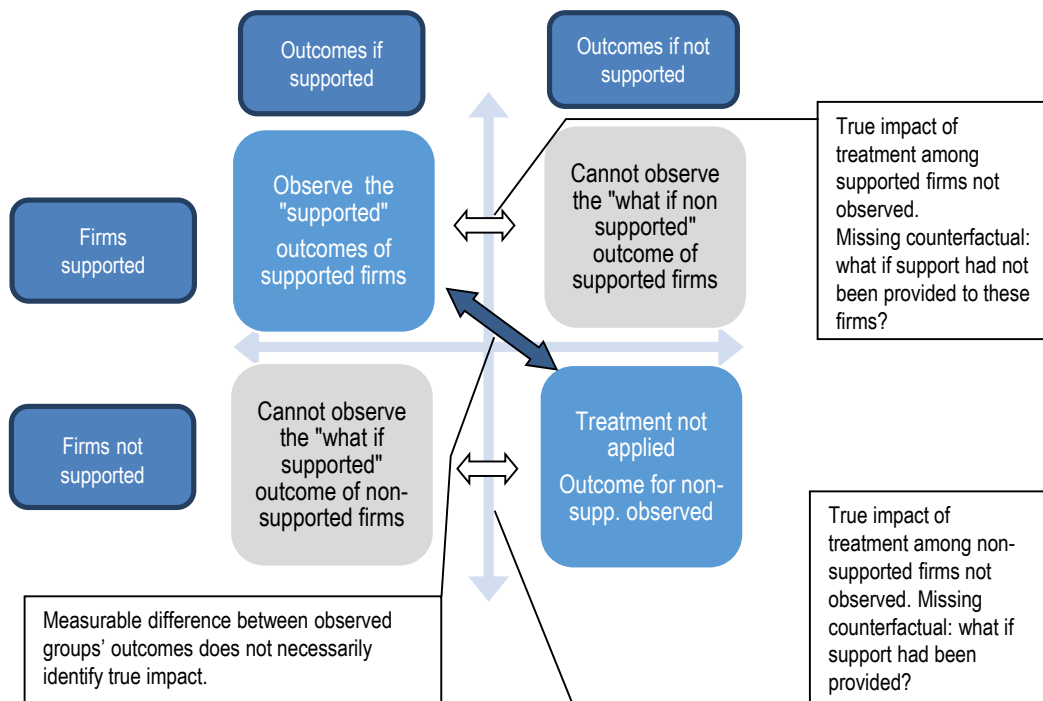 Outcomes if
supported
Outcomes if not
supported
Firms
supported
Observe the
"supported"
outcomes of
supported firms
Cannot observe
the "what if non
supported"
outcome of
supported firms
True impact of
treatment among
supported firms not
observed.
Missing counterfactual:
what if support had not
been provided to these
firms?
Firms not
supported
Cannot observe
the "what if
supported"
outcome of non-
supported firms
Treatment not
applied
Outcome for non-
supp. observed
True impact of
treatment among non-
supported firms not
observed. Missing
counterfactual: what if
support had been
provided?
Measurable difference between observed
groups’ outcomes does not necessarily
identify true impact.